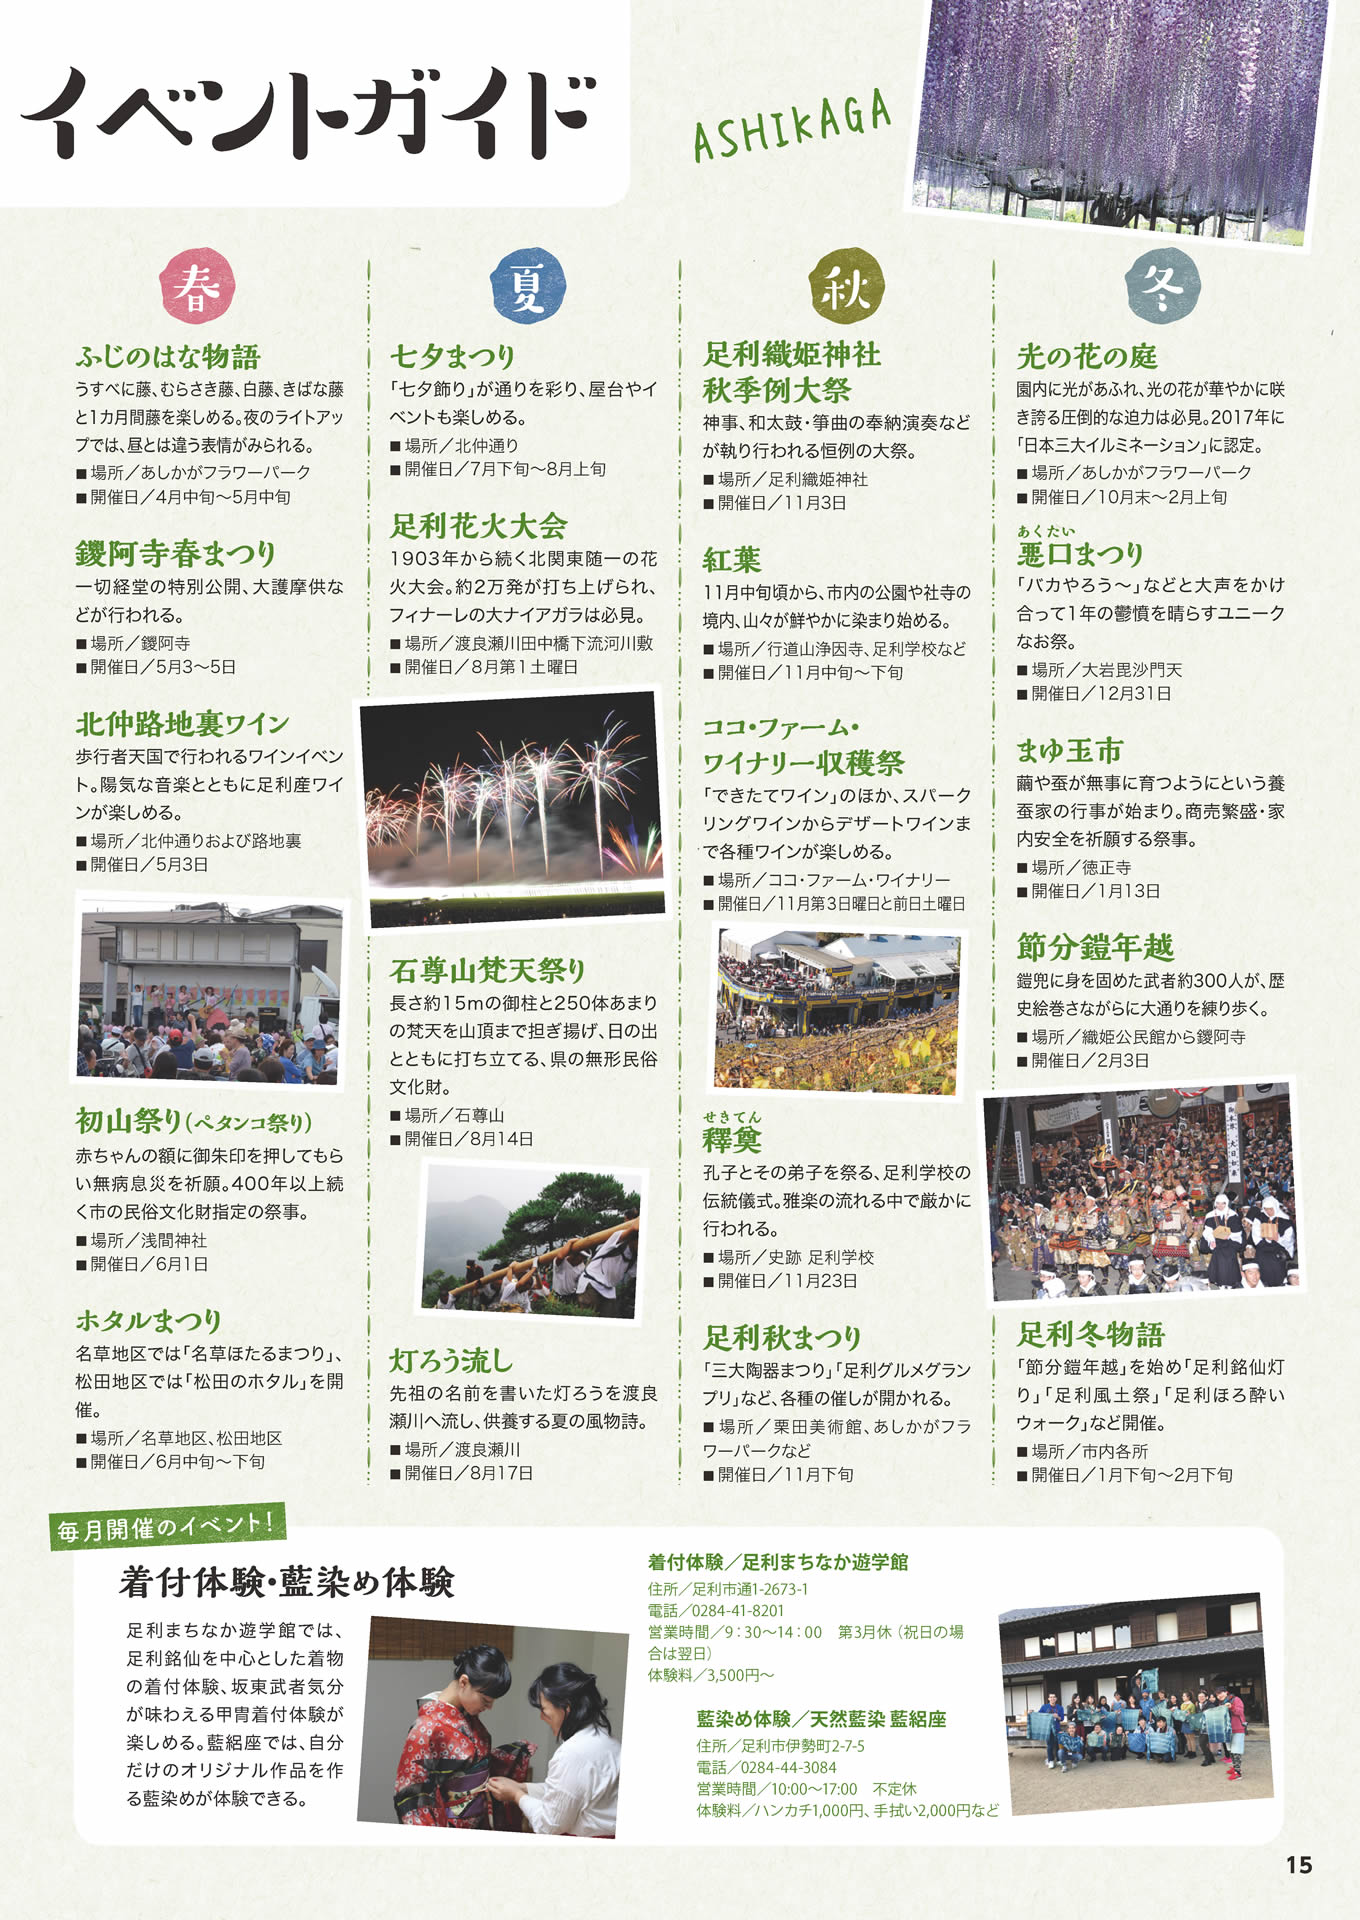 イベントガイド
ASHIKAGA
春
ふじのはな物語
うすべに藤、むらさき藤、白藤、きばな藤
と1カ月間藤を楽しめる。夜のライトアッ
プでは、昼とは違う表情がみられる。
■場所／あしかがフラワーパーク
■開催日／4月中旬〜5月中旬
鑁阿寺春まつり
一切経堂の特別公開、大護摩供な
どが行われる。
■場所／鑁阿寺
■開催日／5月3〜5日
北仲路地裏ワイン
歩行者天国で行われるワインイベン
ト。陽気な音楽とともに足利産ワイ
ンが楽しめる。
■場所／北仲通りおよび路地裏
■開催日／5月3日
初山祭り（ペタンコ祭り）
赤ちゃんの額に御朱印を押してもら
い無病息災を祈願。400年以上続
く市の民俗文化財指定の祭事。
■場所／浅間神社
■開催日／6月1日
ホタルまつり
名草地区では「名草ほたるまつり」、
松田地区では「松田のホタル」を開
催。
■場所／名草地区、松田地区
■開催日／6月中旬〜下旬
夏
七夕まつり
「七夕飾り」が通りを彩り、屋台やイ
ベントも楽しめる。
■場所／北仲通り
■開催日／7月下旬〜8月上旬
足利花火大会
1903年から続く北関東随一の花
火大会。約2万発が打ち上げられ、
フィナーレの大ナイアガラは必見。
■場所／渡良瀬川田中橋下流河川敷
■開催日／8月第1土曜日
石尊山梵天祭り
長さ約15mの御柱と250体あまり
の梵天を山頂まで担ぎ揚げ、日の出
とともに打ち立てる、県の無形民俗
文化財。
■場所／石尊山
■開催日／8月14日
灯ろう流し
先祖の名前を書いた灯ろうを渡良
瀬川へ流し、供養する夏の風物詩。
■場所／渡良瀬川
■開催日／8月17日
秋
足利織姫神社
秋季例大祭
神事、和太鼓・箏曲の奉納演奏など
が執り行われる恒例の大祭。
■場所／足利織姫神社
■開催日／11月3日
紅葉
11月中旬頃から、市内の公園や社寺の
境内、山々が鮮やかに染まり始める。
■場所／行道山浄因寺、足利学校など
■開催日／11月中旬〜下旬
ココ・ファーム・
ワイナリー収穫祭
「できたてワイン」のほか、スパーク
リングワインからデザートワインま
で各種ワインが楽しめる。
■場所／ココ・ファーム・ワイナリー
■開催日／11月第3日曜日と前日土曜日
せきてん
釋奠
孔子とその弟子を祭る、足利学校の
伝統儀式。雅楽の流れる中で厳かに
行われる。
■場所／史跡 足利学校
■開催日／11月23日
足利秋まつり
「三大陶器まつり」「足利グルメグラン
プリ」など、各種の催しが開かれる。
■場所／栗田美術館、あしかがフラ
ワーパークなど
■開催日／11月下旬
冬
光の花の庭
園内に光があふれ、光の花が華やかに咲
き誇る圧倒的な迫力は必見。2017年に
「日本三大イルミネーション」に認定。
■場所／あしかがフラワーパーク
■開催日／10月末〜2月上旬
あくたい
悪口まつり
「バカやろう〜」などと大声をかけ
合って1年の鬱憤を晴らすユニーク
なお祭。
■場所／大岩毘沙門天
■開催日／12月31日
まゆ玉市
繭や蚕が無事に育つようにという養
蚕家の行事が始まり。商売繁盛・家
内安全を祈願する祭事。
■場所／徳正寺
■開催日／1月13日
節分鎧年越
鎧兜に身を固めた武者約300人が、歴
史絵巻さながらに大通りを練り歩く。
■場所／織姫公民館から鑁阿寺
■開催日／2月3日
足利冬物語
「節分鎧年越」を始め「足利銘仙灯
り」「足利風土祭」「足利ほろ酔い
ウォーク」など開催。
■場所／市内各所
■開催日／1月下旬〜2月下旬
毎月開催のイベント！
着付体験・藍染め体験
足利まちなか遊学館では、
足利銘仙を中心とした着物
の着付体験、坂東武者気分
が味わえる甲冑着付体験が
楽しめる。藍絽座では、自分
だけのオリジナル作品を作
る藍染めが体験できる。
着付体験／足利まちなか遊学館
住所／足利市通1-2673-1
電話／0284-41-8201
営業時間／9：30〜14：00　第3月休（祝日の場
合は翌日）
体験料／3,500円〜
藍染め体験／天然藍染 藍絽座
住所／足利市伊勢町2-7-5
電話／0284-44-3084
営業時間／10:00〜17:00　不定休
体験料／ハンカチ1,000円、手拭い2,000円など
15